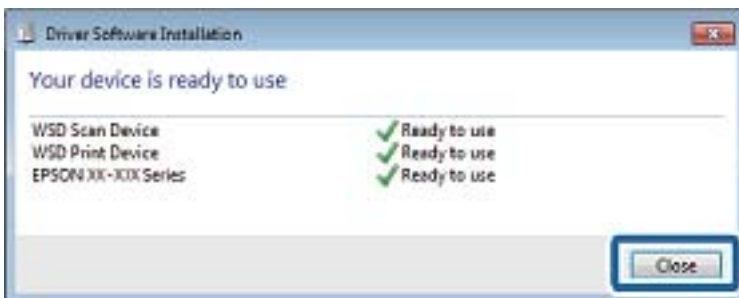 Driver Software Installation
Your device is ready to use
WSD Scan Device Ready to use
WSD Print Device Ready to use
EPSON XX-XXX Series Ready to use
Close